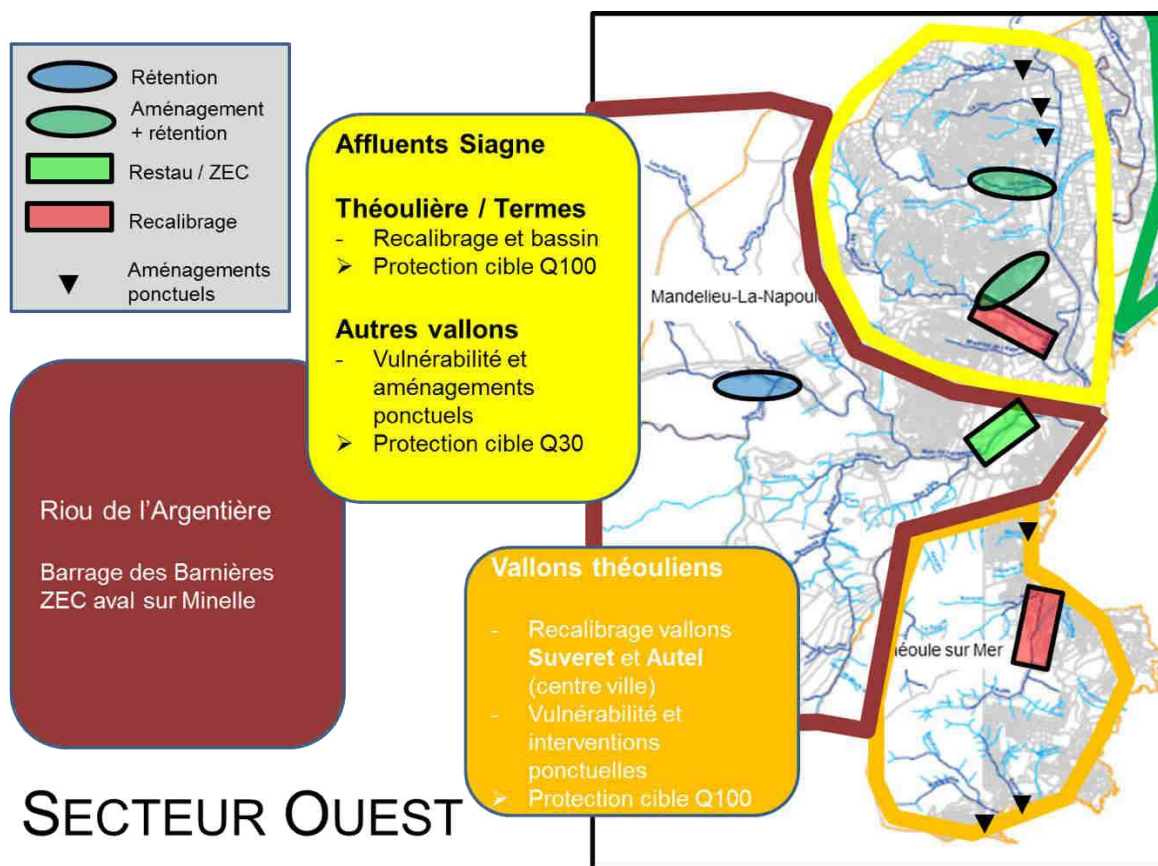 Rétention
Aménagement
+ rétention
Restau / ZEC
Recalibrage
Aménagements
ponctuels
Affluents Siagne
Théoulière / Termes
- Recalibrage et bassin
➢ Protection cible Q100
Autres vallons
- Vulnérabilité et
aménagements
ponctuels
➢ Protection cible Q30
Riou de l’Argentière
Barrage des Barnières
ZEC aval sur Minelle
Vallons théouliens
- Recalibrage vallons
Suveret et Autel
(centre ville)
- Vulnérabilité et
interventions
ponctuelles
➢ Protection cible Q100
Mandelieu-La-Napoul
éoule sur Mer
SECTEUR OUEST